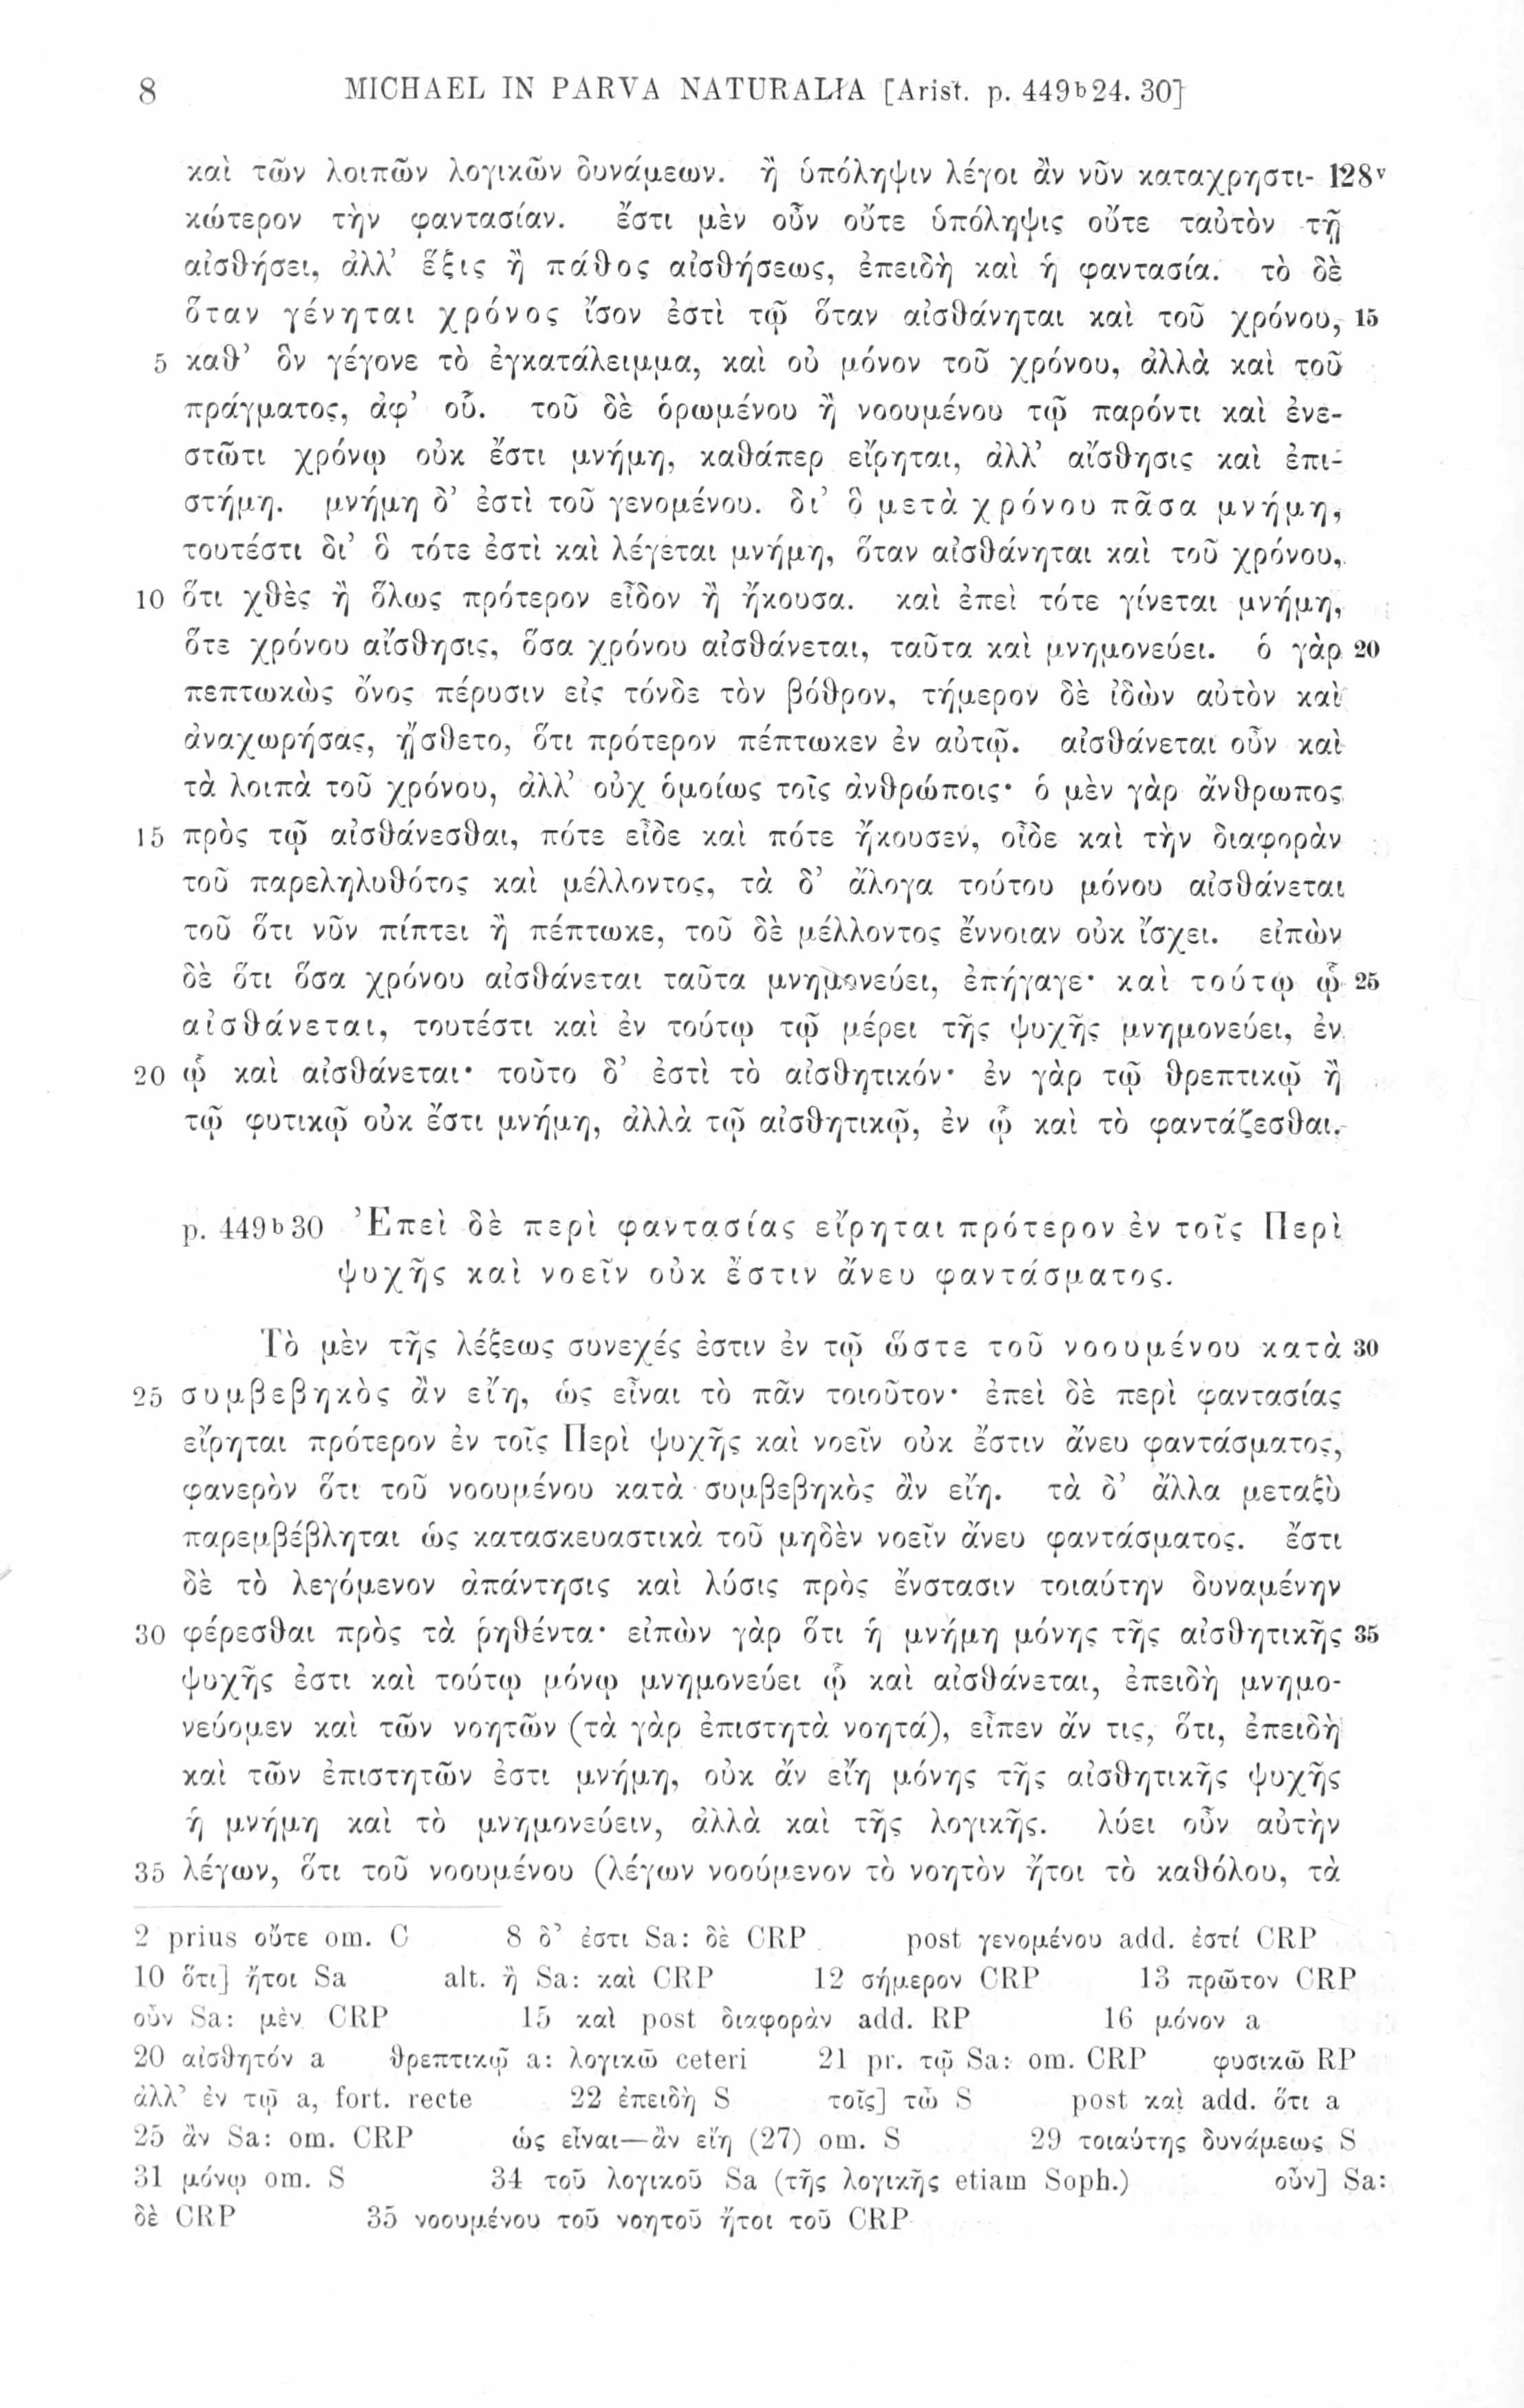 8 MICHAEL IN PARVA NATURALIA [Arist. p. 449b24. 30]
καὶ τῶν λοιπῶν λογικῶν δυνάμεων. ἢ ὑπόληψιν λέγοι ἂν νῦν καταχρηστι- 128v
κώτερον τὴν φαντασίαν. ἔστι μὲν οὖν οὔτε ὑπόληψις οὔτε ταὐτὸν τῇ
αἰσθήσει, ἀλλ’ ἕξις ἢ πάθος αἰσθήσεως, ἐπειδὴ καὶ ἡ φαντασία. τὸ δὲ
ὅταν γένηται χρόνος ἴσον ἐστὶ τῷ ὅταν αἰσθάνηται καὶ τοῦ χρόνου, 15
5 καθ’ ὃν γέγονε τὸ ἐγκατάλειμμα, καὶ οὐ μόνον τοῦ χρόνου, ἀλλὰ καὶ τοῦ
πράγματος, ἀφ’ οὗ. τοῦ δὲ ὁρωμένου ἢ νοουμένου τῷ παρόντι καὶ ἐνε-
στῶτι χρόνῳ οὐκ ἔστι μνήμη, καθάπερ εἴρηται, ἀλλ’ αἴσθησις καὶ ἐπι-
στήμη. μνήμη δ’ ἐστὶ τοῦ γενομένου. δι’ ὃ μετὰ χρόνου πᾶσα μνήμη,
τουτέστι δι’ ὃ τότε ἐστὶ καὶ λέγεται μνήμη, ὅταν αἰσθάνηται καὶ τοῦ χρόνου,
10 ὅτι χθὲς ἢ ὅλως πρότερον εἶδον ἢ ἤκουσα. καὶ ἐπεὶ τότε γίνεται μνήμη,
ὅτε χρόνου αἴσθησις, ὅσα χρόνου αἰσθάνεται, ταῦτα καὶ μνημονεύει. ὁ γὰρ 20
πεπτωκὼς ὄνος πέρυσιν εἰς τόνδε τὸν βόθρον, τήμερον δὲ ἰδὼν αὐτὸν καὶ
ἀναχωρήσας, ᾔσθετο, ὅτι πρότερον πέπτωκεν ἐν αὐτῷ. αἰσθάνεται οὖν καὶ
τὰ λοιπὰ τοῦ χρόνου, ἀλλ’ οὐχ ὁμοίως τοῖς ἀνθρώποις· ὁ μὲν γὰρ ἄνθρωπος
15 πρὸς τῷ αἰσθάνεσθαι, πότε εἶδε καὶ πότε ἤκουσεν, οἶδε καὶ τὴν διαφορὰν
τοῦ παρεληλυθότος καὶ μέλλοντος, τὰ δ’ ἄλογα τούτου μόνου αἰσθάνεται
τοῦ ὅτι νῦν πίπτει ἢ πέπτωκε, τοῦ δὲ μέλλοντος ἔννοιαν οὐκ ἴσχει. εἰπὼν
δὲ ὅτι ὅσα χρόνου αἰσθάνεται ταῦτα μνημονεύει, ἐπήγαγε· καὶ τούτῳ ᾧ 25
αἰσθάνεται, τουτέστι καὶ ἐν τούτῳ τῷ μέρει τῆς ψυχῆς μνημονεύει, ἐν
20 ᾧ καὶ αἰσθάνεται· τοῦτο δ’ ἐστὶ τὸ αἰσθητικόν· ἐν γὰρ τῷ θρεπτικῷ ἢ
τῷ φυτικῷ οὐκ ἔστι μνήμη, ἀλλὰ τῷ αἰσθητικῷ, ἐν ᾧ καὶ τὸ φαντάζεσθαι.
p. 449b30 Ἐπεὶ δὲ περὶ φαντασίας εἴρηται πρότερον ἐν τοῖς Περὶ
ψυχῆς καὶ νοεῖν οὐκ ἔστιν ἄνευ φαντάσματος.
Τὸ μὲν τῆς λέξεως συνεχές ἐστιν ἐν τῷ ὥστε τοῦ νοουμένου κατὰ 30
25 συμβεβηκὸς ἂν εἴη, ὡς εἶναι τὸ πᾶν τοιοῦτον· ἐπεὶ δὲ περὶ φαντασίας
εἴρηται πρότερον ἐν τοῖς Περὶ ψυχῆς καὶ νοεῖν οὐκ ἔστιν ἄνευ φαντάσματος,
φανερὸν ὅτι τοῦ νοουμένου κατὰ συμβεβηκὸς ἂν εἴη. τὰ δ’ ἄλλα μεταξὺ
παρεμβέβληται ὡς κατασκευαστικὰ τοῦ μηδὲν νοεῖν ἄνευ φαντάσματος. ἔστι
δὲ τὸ λεγόμενον ἀπάντησις καὶ λύσις πρὸς ἔνστασιν τοιαύτην δυναμένην
30 φέρεσθαι πρὸς τὰ ῥηθέντα· εἰπὼν γὰρ ὅτι ἡ μνήμη μόνης τῆς αἰσθητικῆς 35
ψυχῆς ἐστι καὶ τούτῳ μόνῳ μνημονεύει ᾧ καὶ αἰσθάνεται, ἐπειδὴ μνημο-
νεύομεν καὶ τῶν νοητῶν (τὰ γὰρ ἐπιστητὰ νοητά), εἶπεν ἄν τις, ὅτι, ἐπειδὴ
καὶ τῶν ἐπιστητῶν ἐστι μνήμη, οὐκ ἂν εἴη μόνης τῆς αἰσθητικῆς ψυχῆς
ἡ μνήμη καὶ τὸ μνημονεύειν, ἀλλὰ καὶ τῆς λογικῆς. λύει οὖν αὐτὴν
35 λέγων, ὅτι τοῦ νοουμένου (λέγων νοούμενον τὸ νοητὸν ἤτοι τὸ καθόλου, τὰ
2 prius οὔτε om. C 8 δ’ ἐστι Sa: δὲ CRP post γενομένου add. ἐστί CRP
10 ὅτι] ἤτοι Sa alt. ἢ Sa: καὶ CRP 12 σήμερον CRP 13 πρῶτον CRP
οὖν Sa: μὲν CRP 15 καὶ post διαφορὰν add. RP 16 μόνον a
20 αἰσθητόν a θρεπτικῷ a: λογικῶ ceteri 21 pr. τῷ Sa: om. CRP φυσικῶ RP
ἀλλ’ ἐν τῷ a, fort. recte 22 ἐπειδὴ S τοῖς] τῶ S post καὶ add. ὅτι a
25 ἂν Sa: om. CRP ὡς εἶναι—ἂν εἴη (27) om. S 29 τοιαύτης δυνάμεως S
31 μόνῳ om. S 34 τοῦ λογικοῦ Sa (τῆς λογικῆς etiam Soph.) οὖν] Sa:
δὲ CRP 35 νοουμένου τοῦ νοητοῦ ἤτοι τοῦ CRP